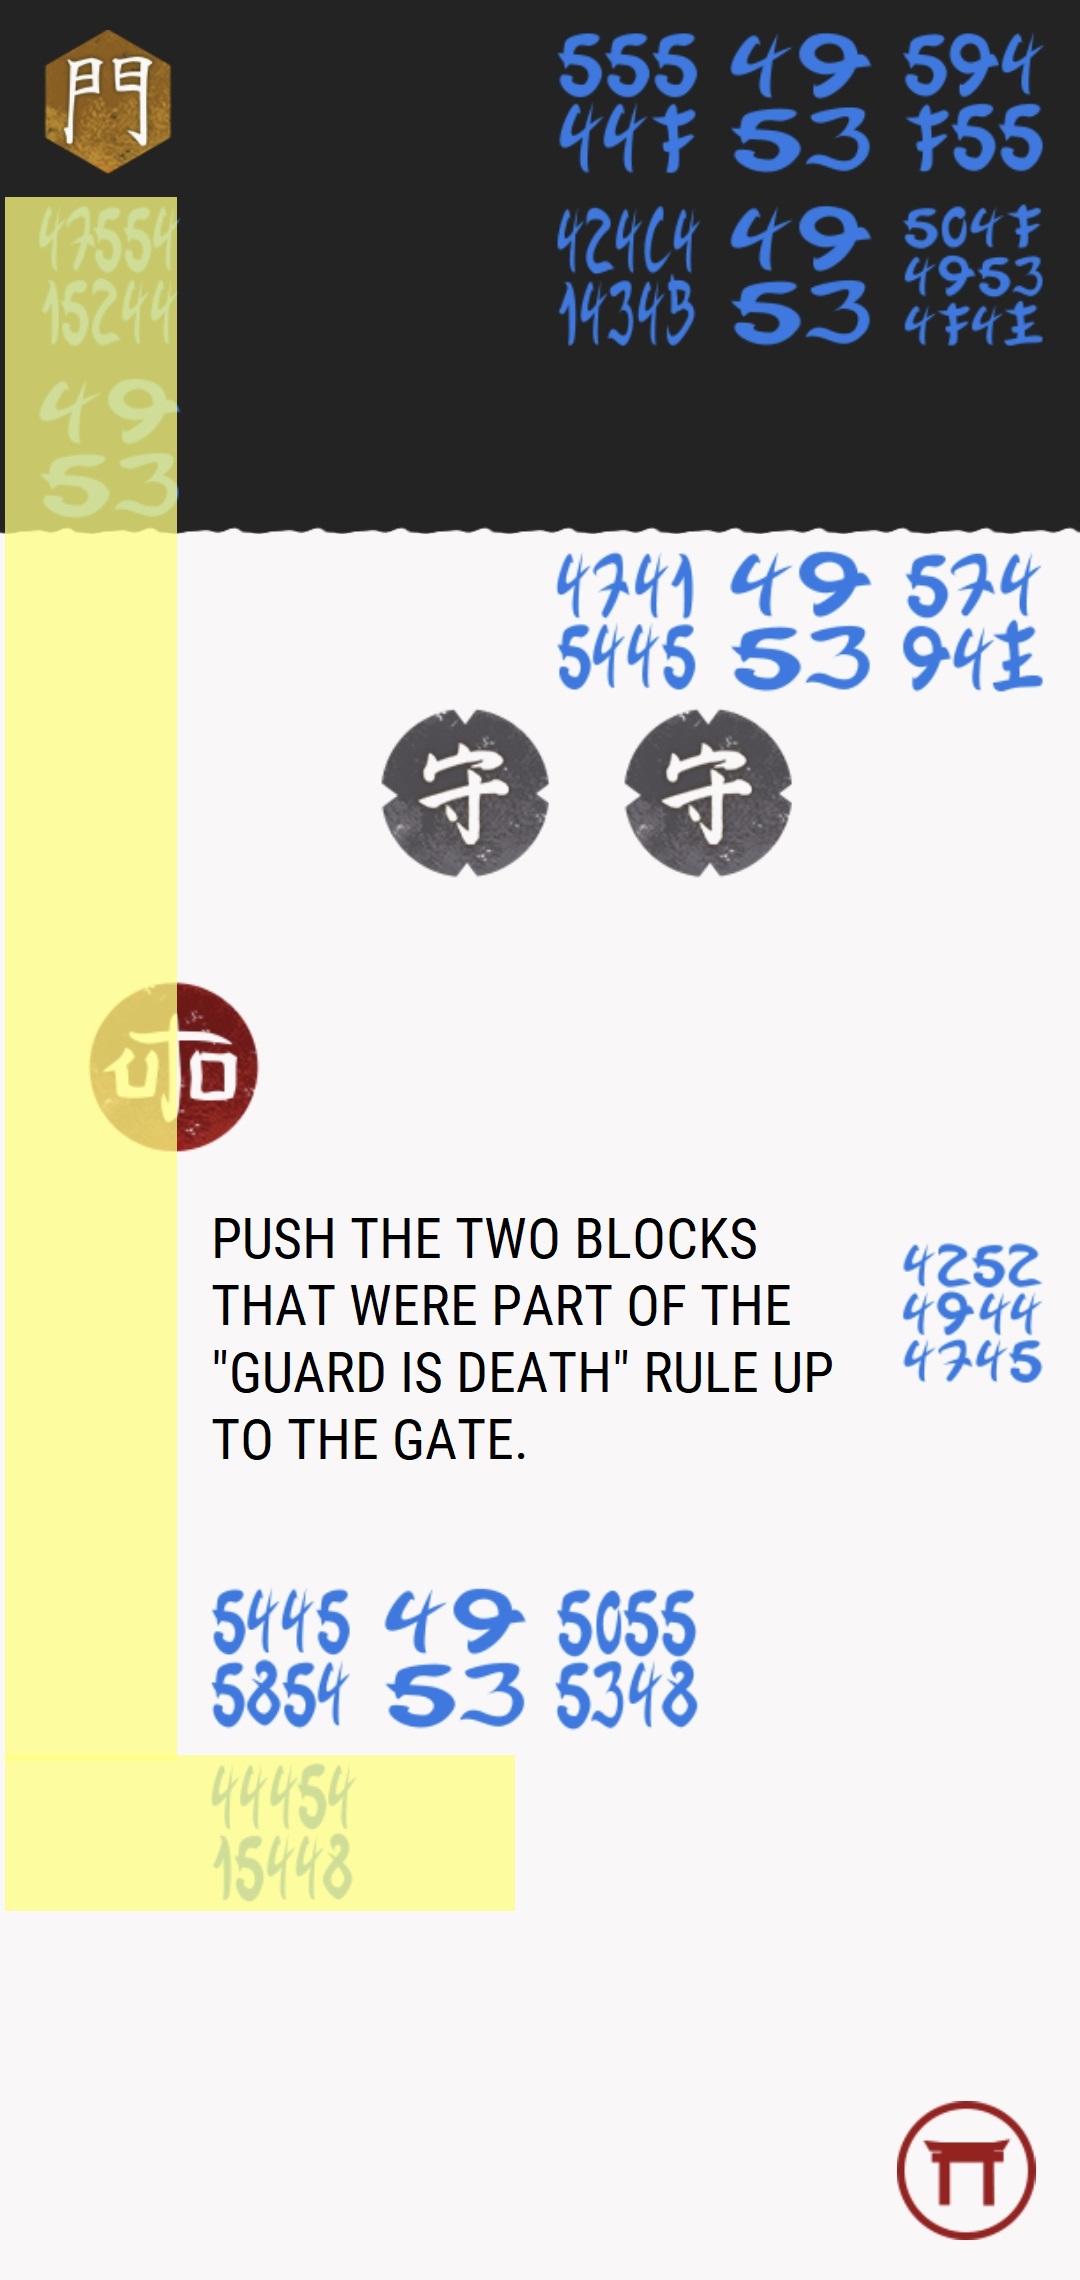 門
555 49 594
44F 53 F55
47554 424C4 49 504F
15244 1434B 53 4953
4F4E
49
53
4741 49 574
5445 53 94E
守 守
PUSH THE TWO BLOCKS
THAT WERE PART OF THE
"GUARD IS DEATH" RULE UP
TO THE GATE.
4252
4944
4745
5445 49 5055
5854 53 5348
44454
15448